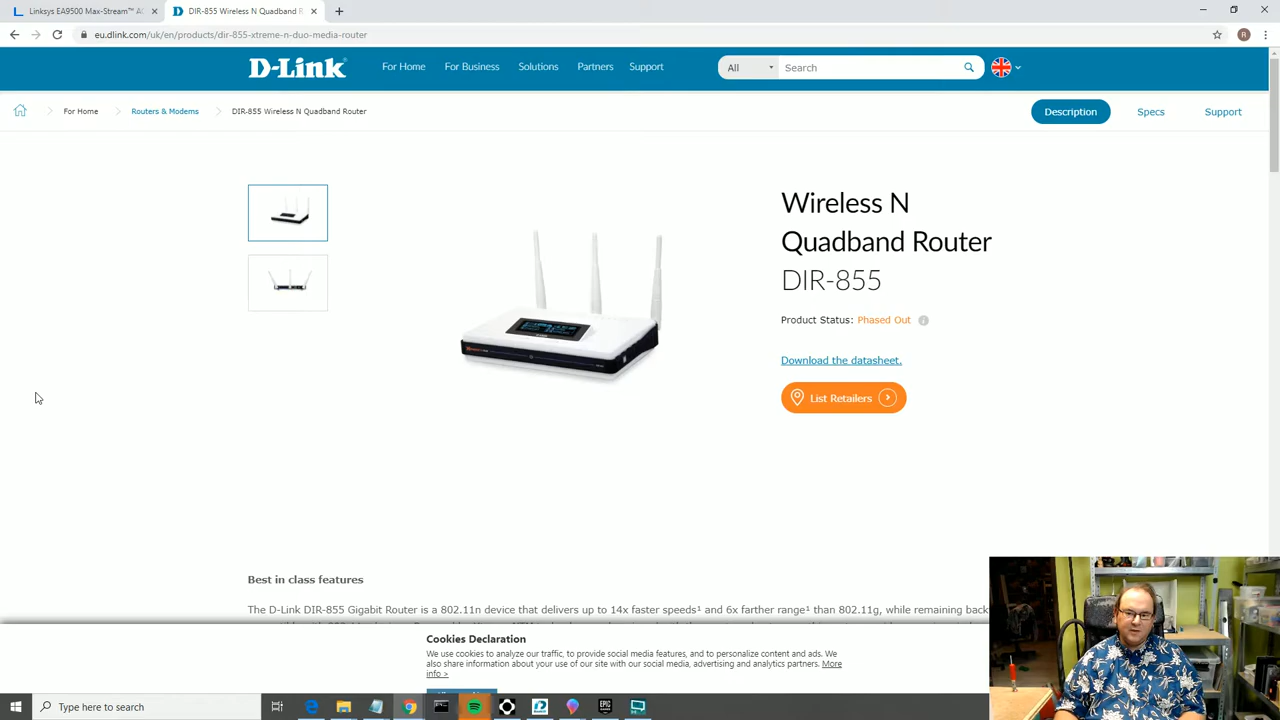 Linksys EA9500 Max-Stream™ AC
DIR-855 Wireless N Quadband R
eu.dlink.com/uk/en/products/dir-855-xtreme-n-duo-media-router
R
D-Link
For Home
For Business
Solutions
Partners
Support
All
Search
For Home
Routers & Modems
DIR-855 Wireless N Quadband Router
Description
Specs
Support
Wireless N
Quadband Router
DIR-855
Product Status: Phased Out
Download the datasheet.
List Retailers
Best in class features
The D-Link DIR-855 Gigabit Router is a 802.11n device that delivers up to 14x faster speeds¹ and 6x farther range¹ than 802.11g, while remaining back
Cookies Declaration
We use cookies to analyze our traffic, to provide social media features, and to personalize content and ads. We
also share information about your use of our site with our social media, advertising and analytics partners. More
info >
Type here to search
EPIC